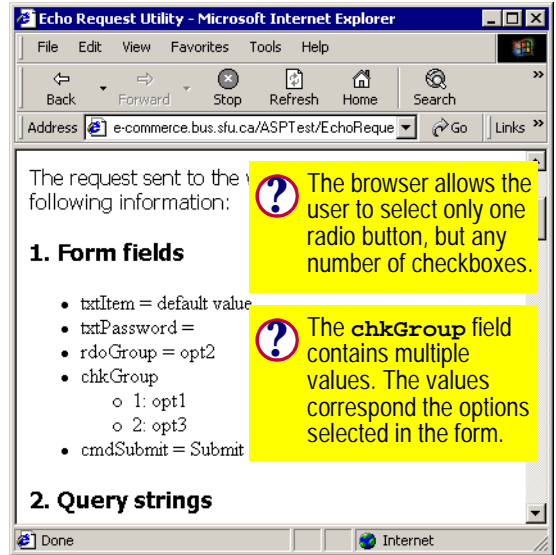 Echo Request Utility - Microsoft Internet Explorer
File Edit View Favorites Tools Help
Back Forward Stop Refresh Home Search »
Address e-commerce.bus.sfu.ca/ASPTest/EchoReque Go Links »
The request sent to the
following information:
? The browser allows the
user to select only one
radio button, but any
number of checkboxes.
1. Form fields
txtItem = default value
txtPassword =
rdoGroup = opt2
chkGroup
1: opt1
2: opt3
cmdSubmit = Submit
? The chkGroup field
contains multiple
values. The values
correspond the options
selected in the form.
2. Query strings
Done Internet